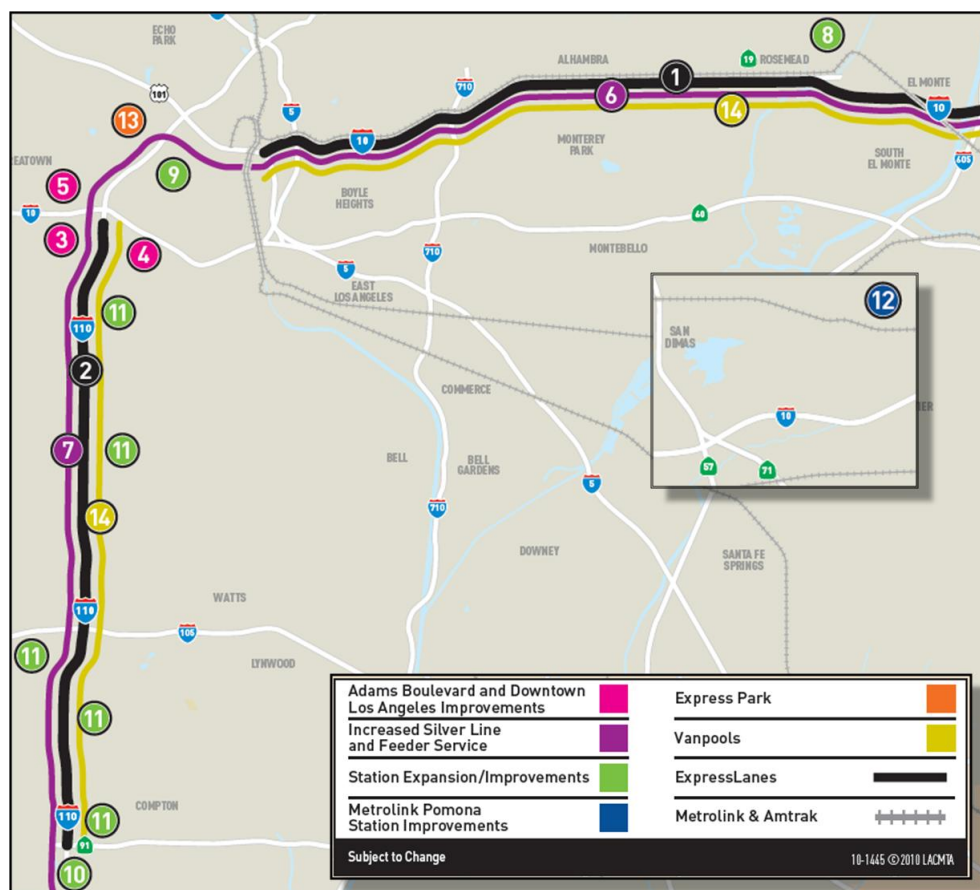 ECHO
PARK
8
19
ROSEMEAD
ALHAMBRA
1
EL MONTE
710
101
5
6
14
10
13
10
MONTEREY
PARK
SOUTH
EL MONTE
605
REATOWN
9
5
BOYLE
HEIGHTS
10
60
3
4
MONTEBELLO
710
5
EAST
LOS ANGELES
12
11
110
SAN
DIMAS
2
COMMERCE
10
7
11
BELL
BELL
GARDENS
57
71
5
710
14
DOWNEY
SANTA FE
SPRINGS
WATTS
110
105
11
LYNWOOD
11
COMPTON
110
11
91
10
Adams Boulevard and Downtown
Los Angeles Improvements
Increased Silver Line
and Feeder Service
Station Expansion/Improvements
Metrolink Pomona
Station Improvements
Express Park
Vanpools
ExpressLanes
Metrolink & Amtrak
Subject to Change
10-1445 ©2010 LACMTA